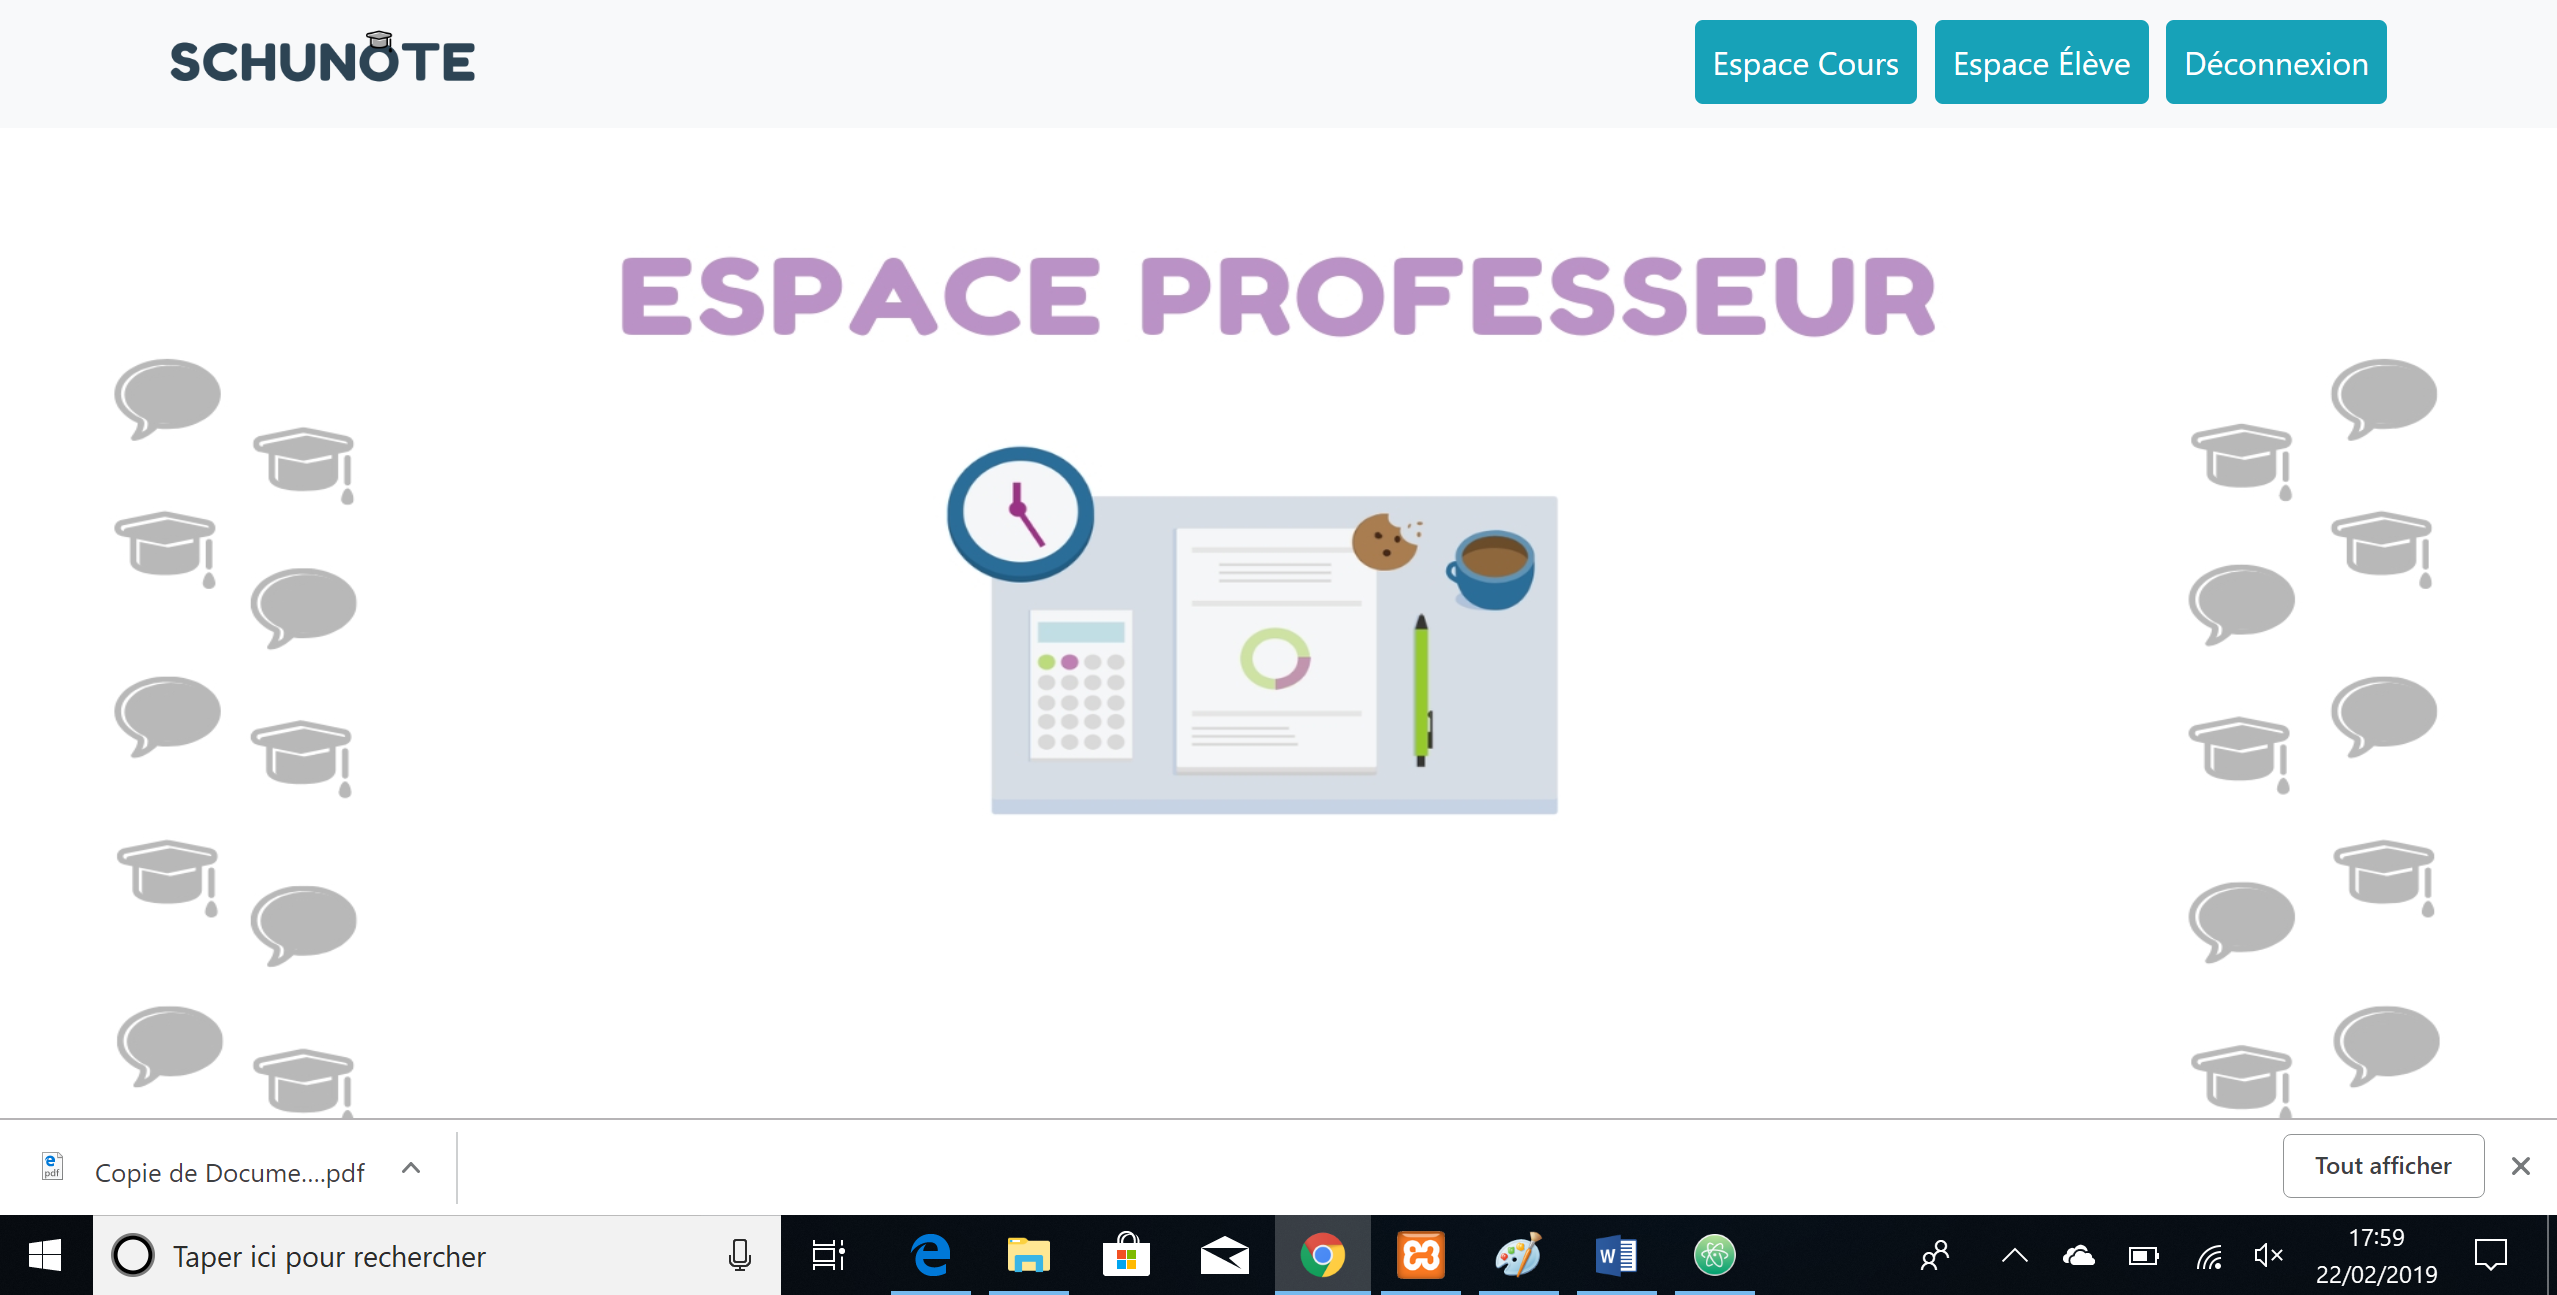 SCHUNOTE
Espace Cours
Espace Élève
Déconnexion
ESPACE PROFESSEUR
e
pdf
Copie de Docume....pdf
Tout afficher
Taper ici pour rechercher
W
17:59
22/02/2019